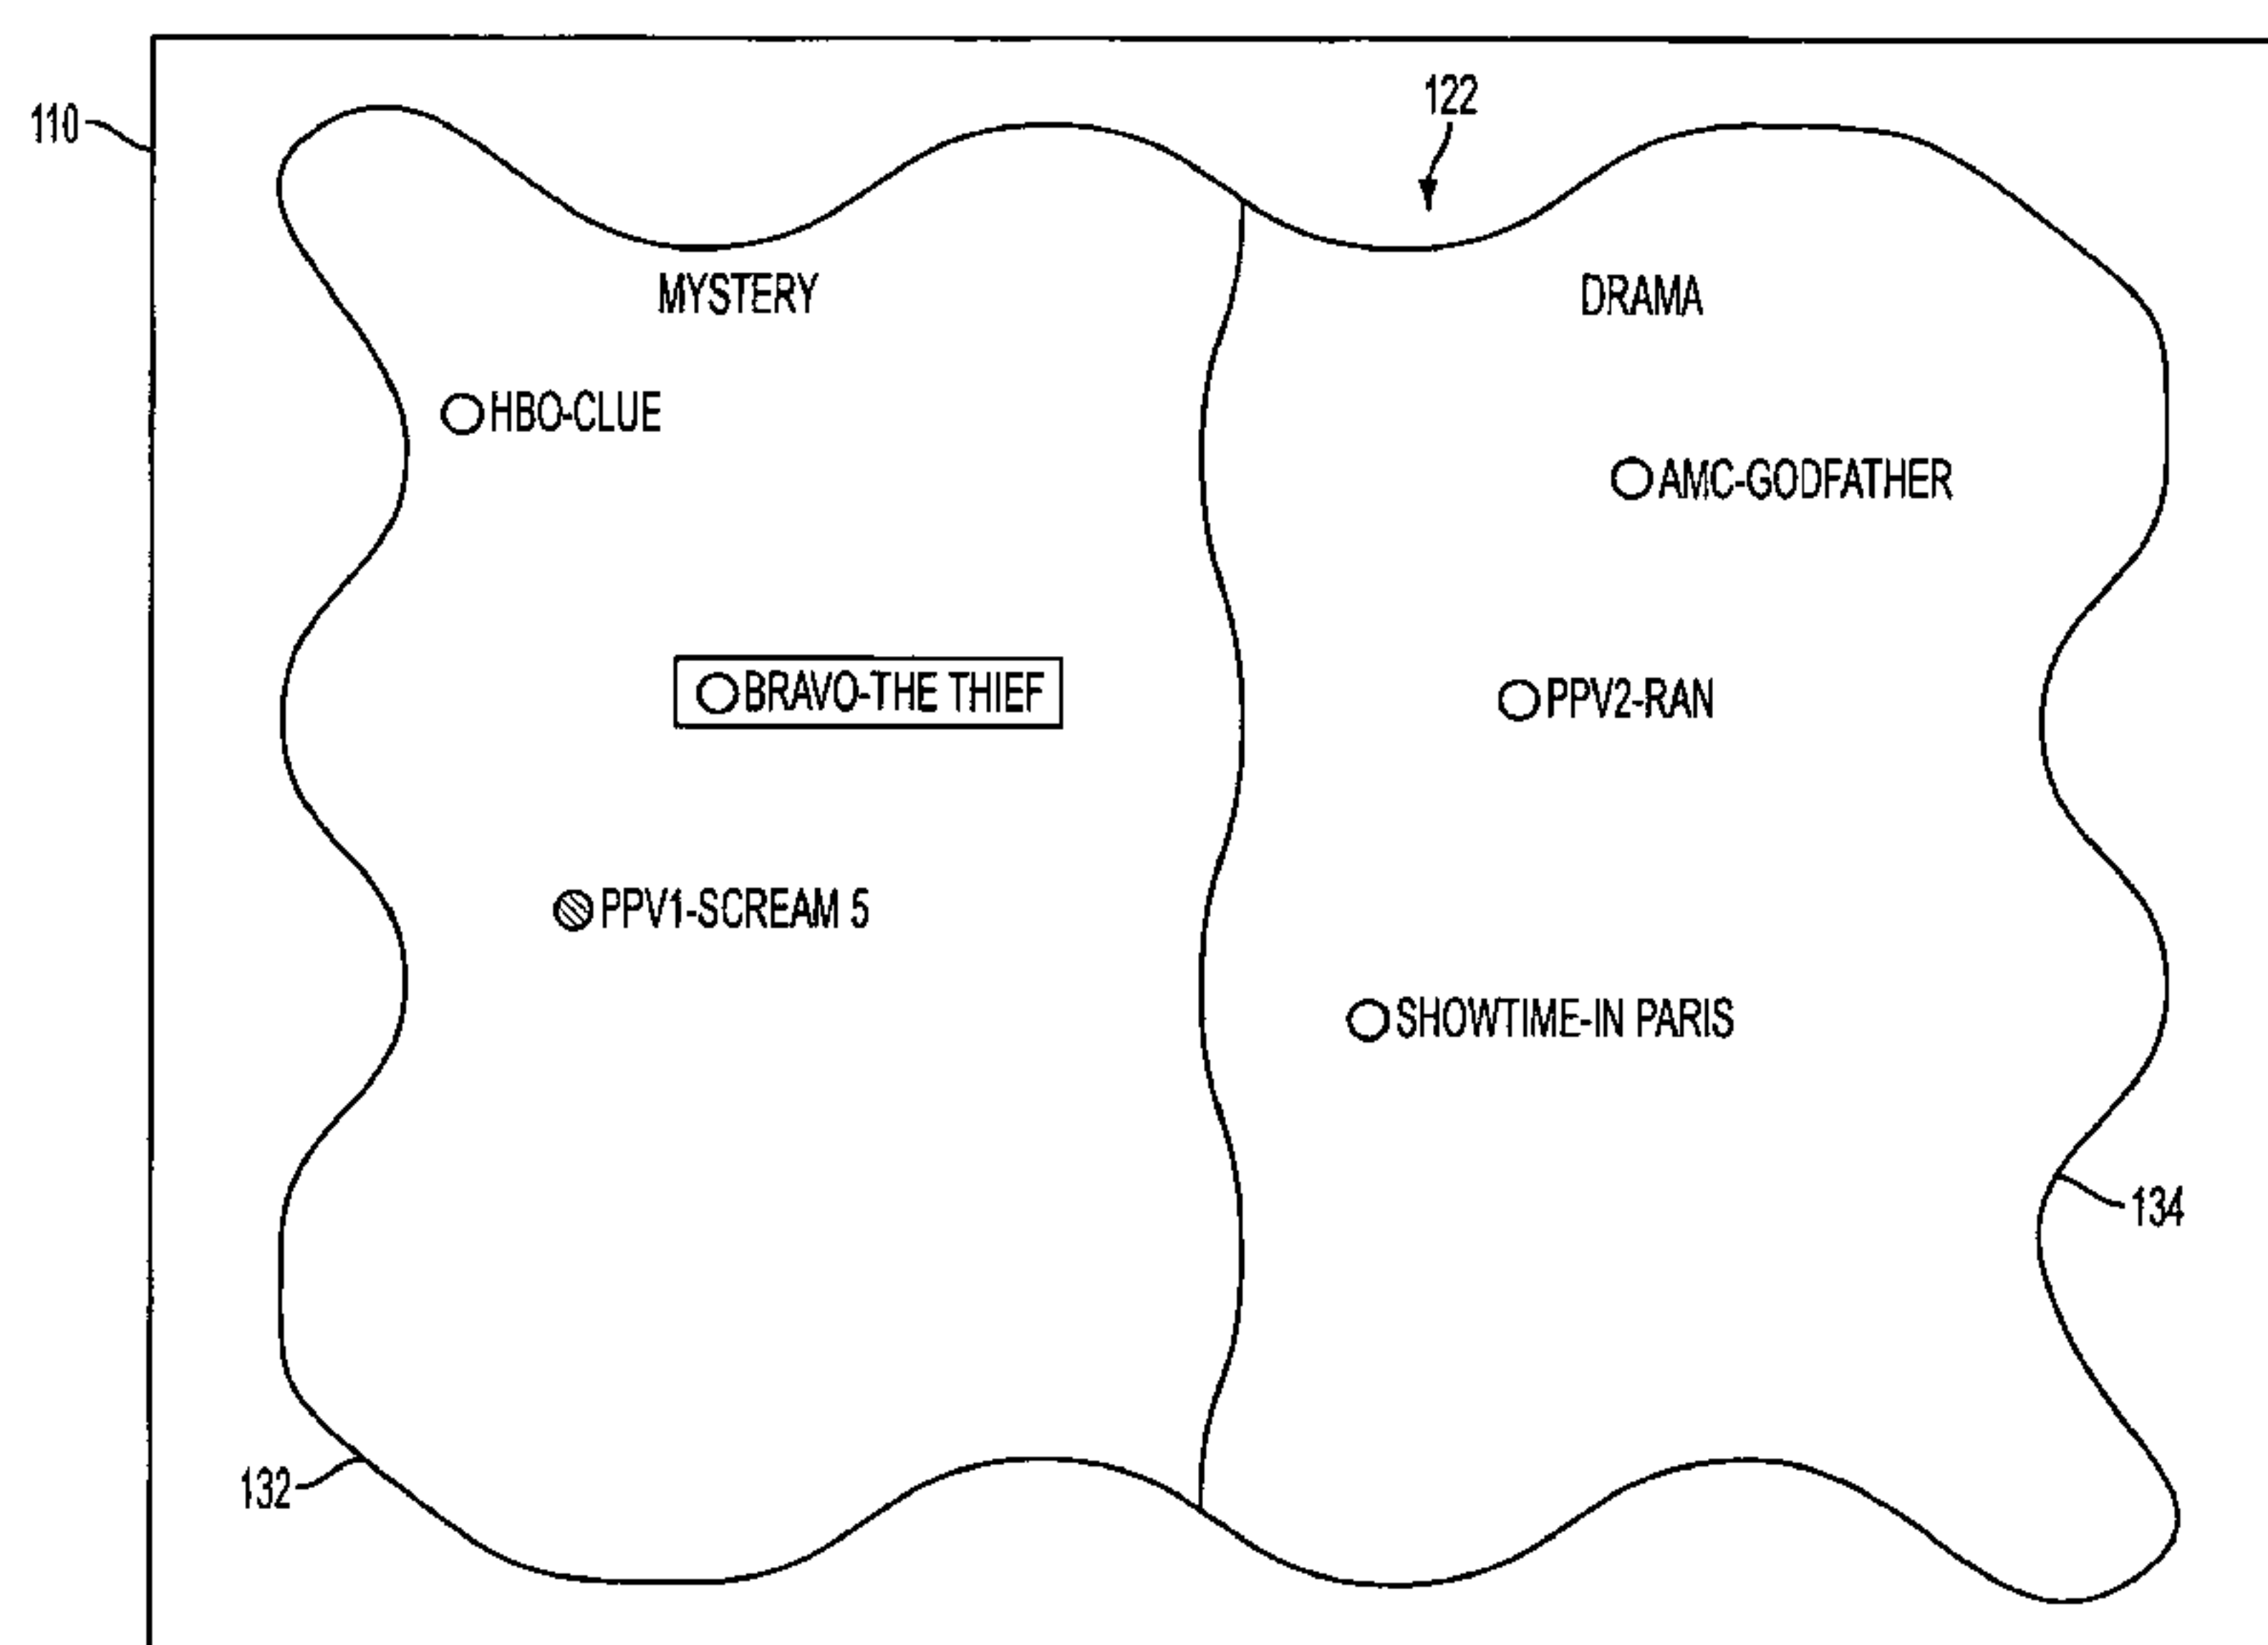 122
110
MYSTERY
DRAMA
HBO-CLUE
AMC-GODFATHER
BRAVO-THE THIEF
PPV2-RAN
PPV1-SCREAM 5
SHOWTIME-IN PARIS
134
132